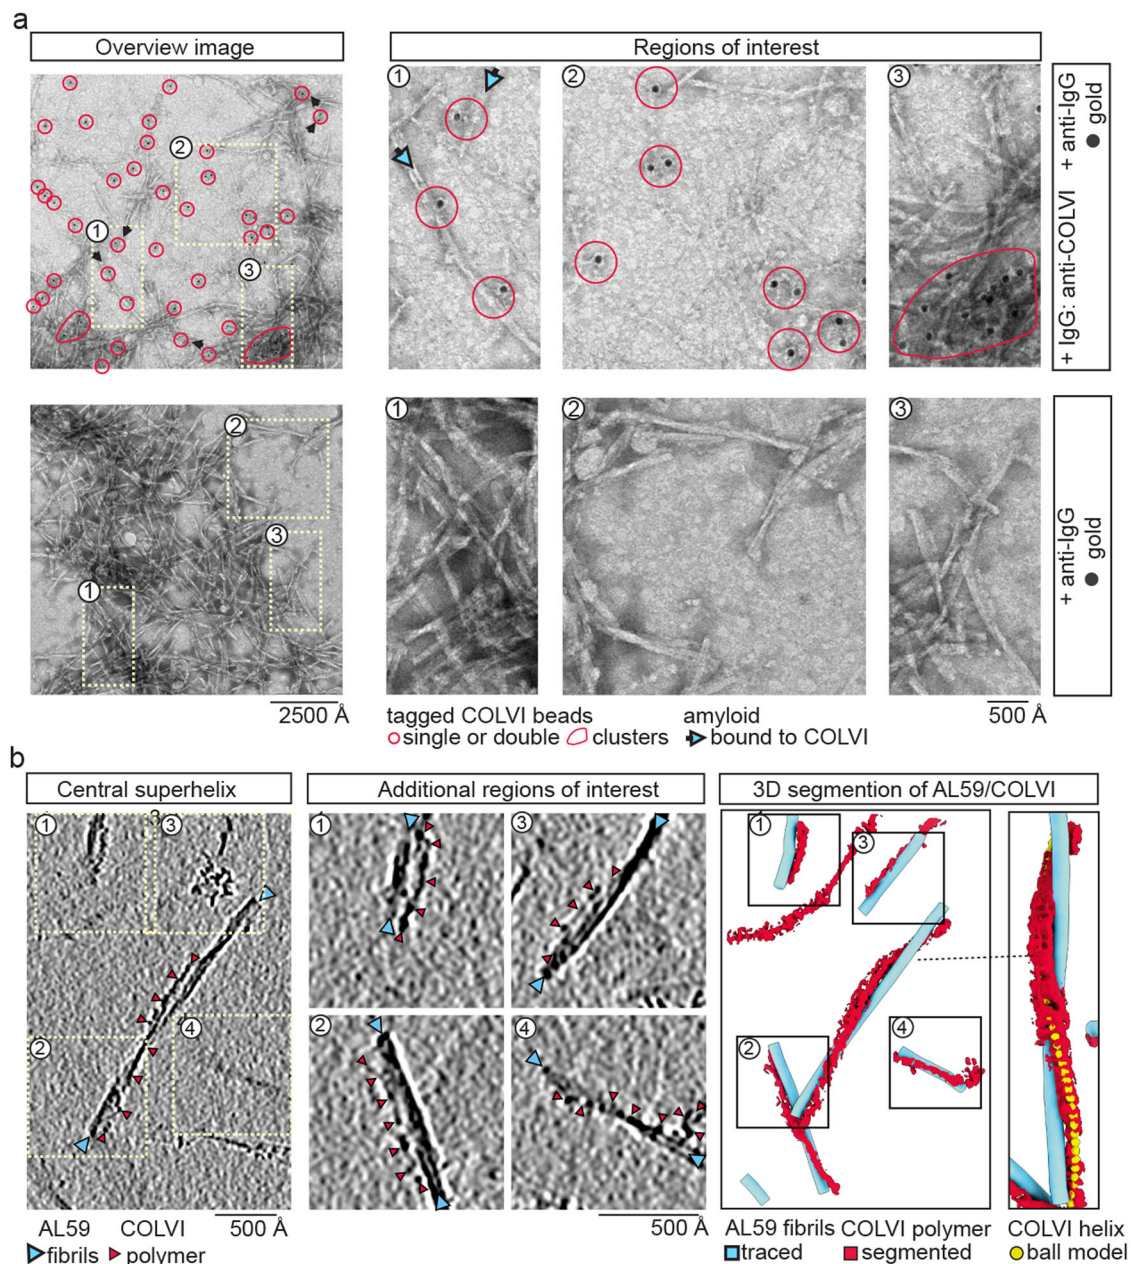 a
Overview image
Regions of interest
1
2
3
1
2
3
+ IgG: anti-COLVI + anti-IgG
gold
1
2
3
1
2
3
+ anti-IgG
gold
2500 Å
500 Å
tagged COLVI beads
amyloid
single or double
clusters
bound to COLVI
b
Central superhelix
Additional regions of interest
3D segmention of AL59/COLVI
1
3
2
4
1
3
2
4
1
3
2
4
AL59
COLVI
500 Å
fibrils
polymer
500 Å
AL59 fibrils
COLVI polymer
COLVI helix
traced
segmented
ball model